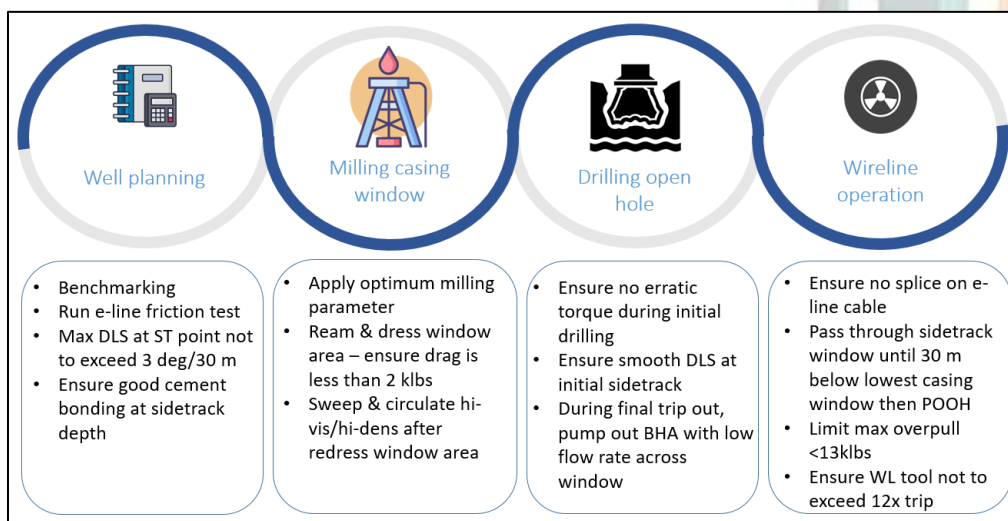 Well planning
Milling casing
window
Drilling open
hole
Wireline
operation
• Benchmarking
• Run e-line friction test
• Max DLS at ST point not
to exceed 3 deg/30 m
• Ensure good cement
bonding at sidetrack
depth
• Apply optimum milling
parameter
• Ream & dress window
area – ensure drag is
less than 2 klbs
• Sweep & circulate hi-
vis/hi-dens after
redress window area
• Ensure no erratic
torque during initial
drilling
• Ensure smooth DLS at
initial sidetrack
• During final trip out,
pump out BHA with low
flow rate across
window
• Ensure no splice on e-
line cable
• Pass through sidetrack
window until 30 m
below lowest casing
window then POOH
• Limit max overpull
<13klbs
• Ensure WL tool not to
exceed 12x trip